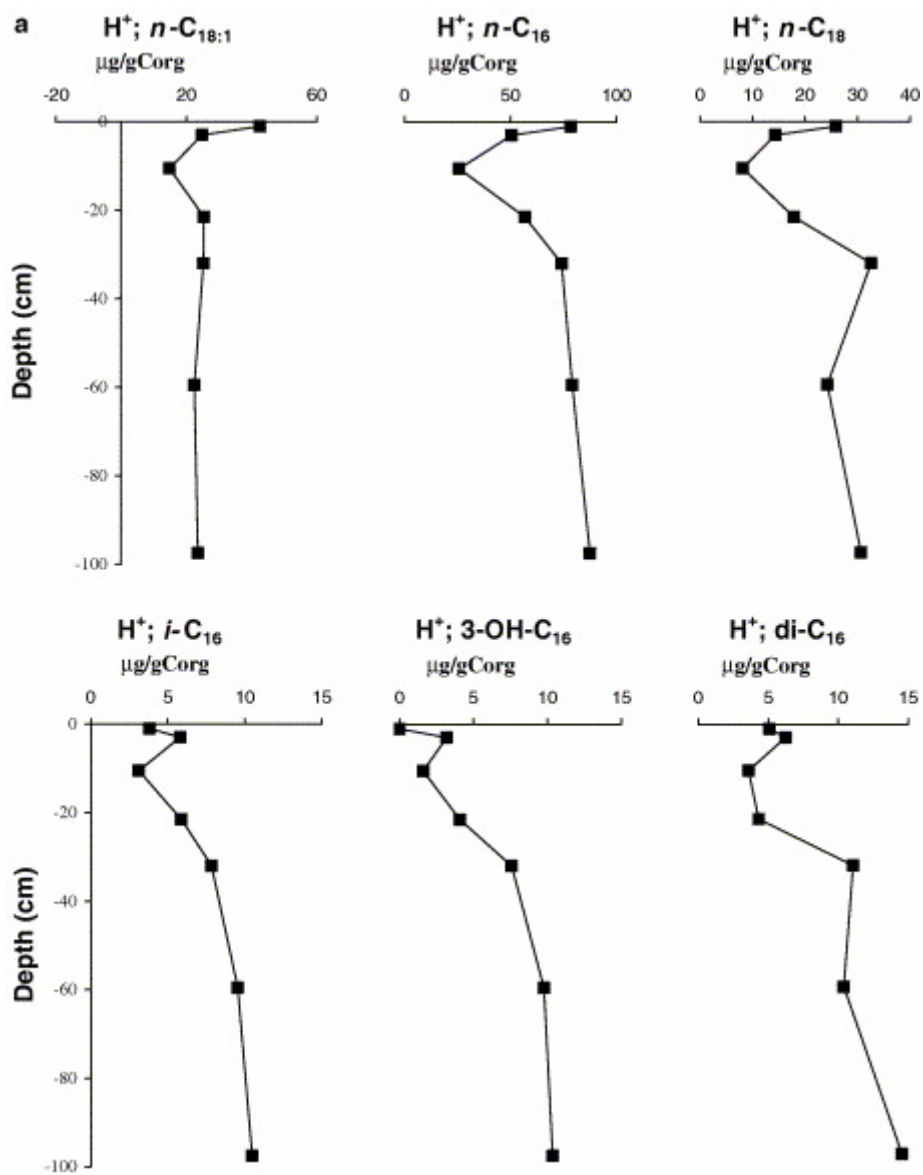 a
H⁺; n-C₁₈:₁
H⁺; n-C₁₆
H⁺; n-C₁₈
µg/gCorg
µg/gCorg
µg/gCorg
-20 20 60
0 50 100
0 10 20 30 40
0
-20
-40
-60
-80
-100
Depth (cm)
H⁺; i-C₁₆
H⁺; 3-OH-C₁₆
H⁺; di-C₁₆
µg/gCorg
µg/gCorg
µg/gCorg
0 5 10 15
0 5 10 15
0 5 10 15
0
-20
-40
-60
-80
-100
Depth (cm)